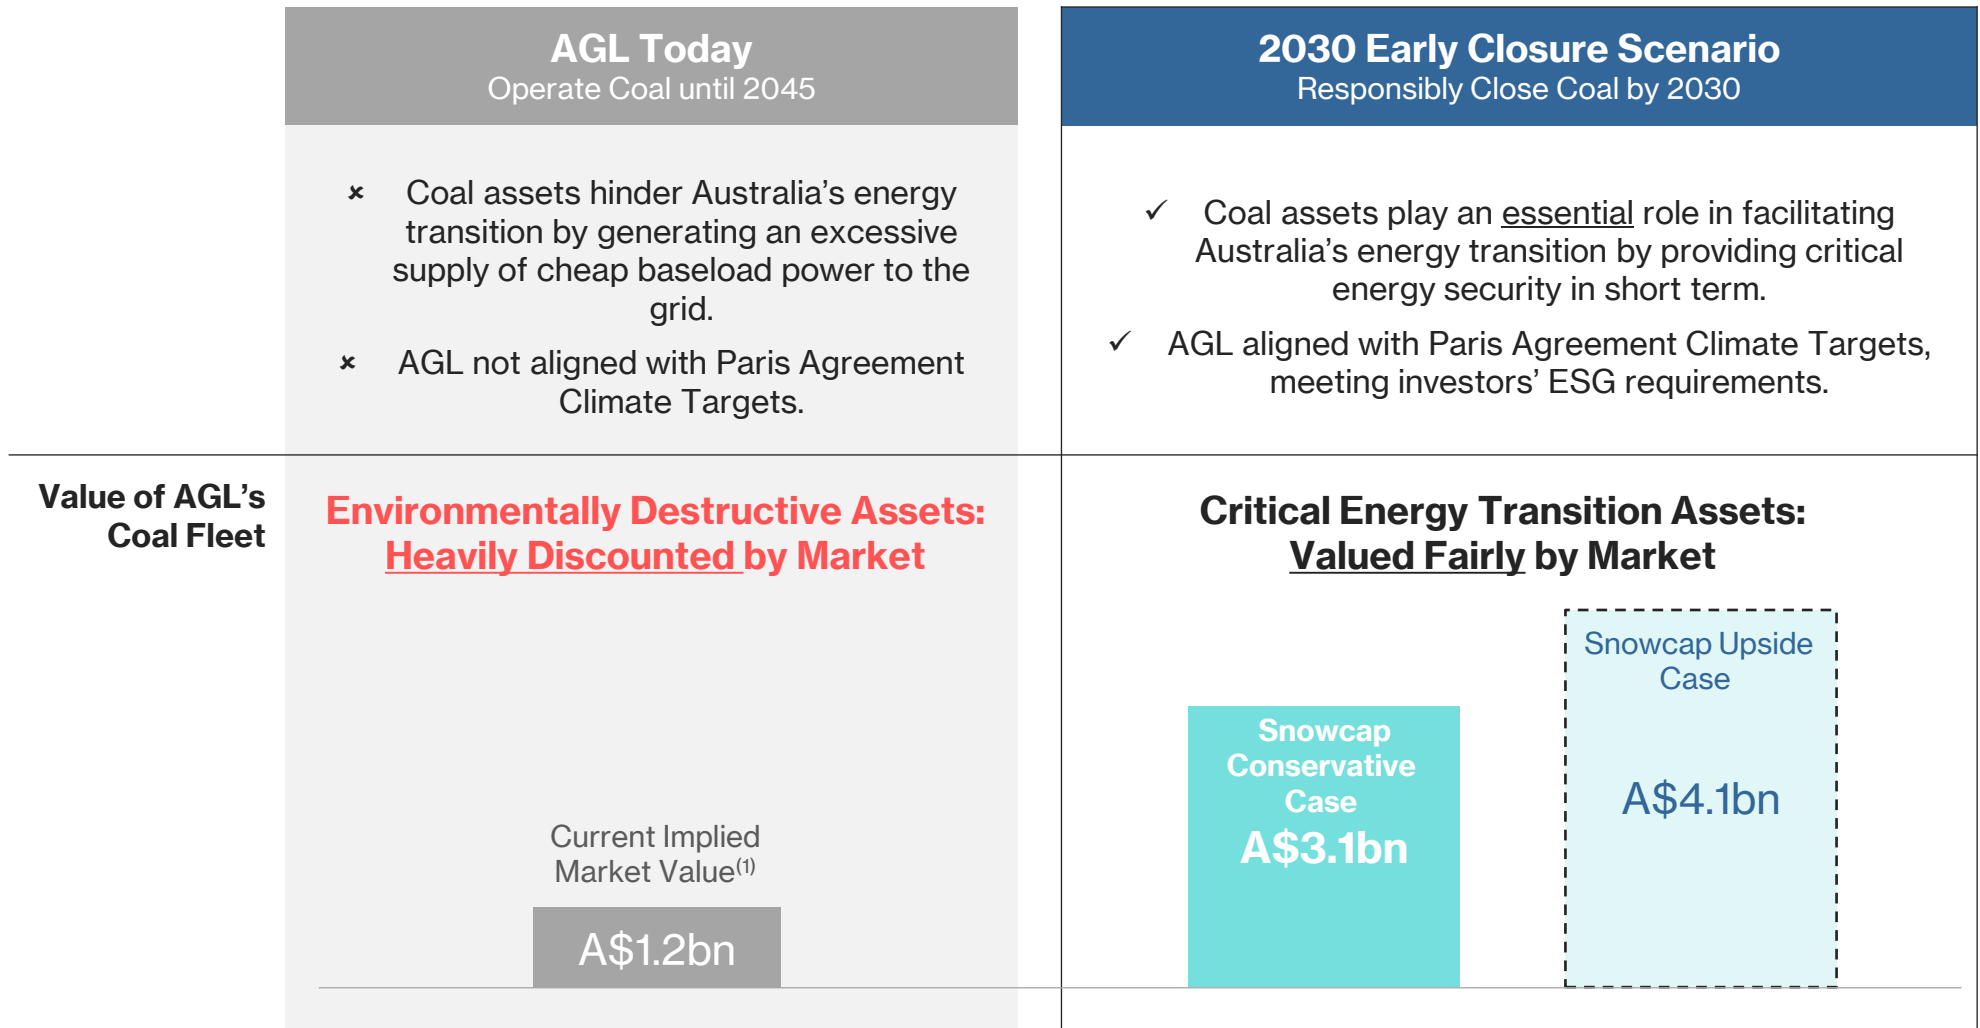 AGL Today
Operate Coal until 2045
2030 Early Closure Scenario
Responsibly Close Coal by 2030
× Coal assets hinder Australia’s energy
transition by generating an excessive
supply of cheap baseload power to the
grid.
× AGL not aligned with Paris Agreement
Climate Targets.
✓ Coal assets play an essential role in facilitating
Australia’s energy transition by providing critical
energy security in short term.
✓ AGL aligned with Paris Agreement Climate Targets,
meeting investors’ ESG requirements.
Value of AGL’s
Coal Fleet
Environmentally Destructive Assets:
Heavily Discounted by Market
Current Implied
Market Value(1)
A$1.2bn
Critical Energy Transition Assets:
Valued Fairly by Market
Snowcap
Conservative
Case
A$3.1bn
Snowcap Upside
Case
A$4.1bn